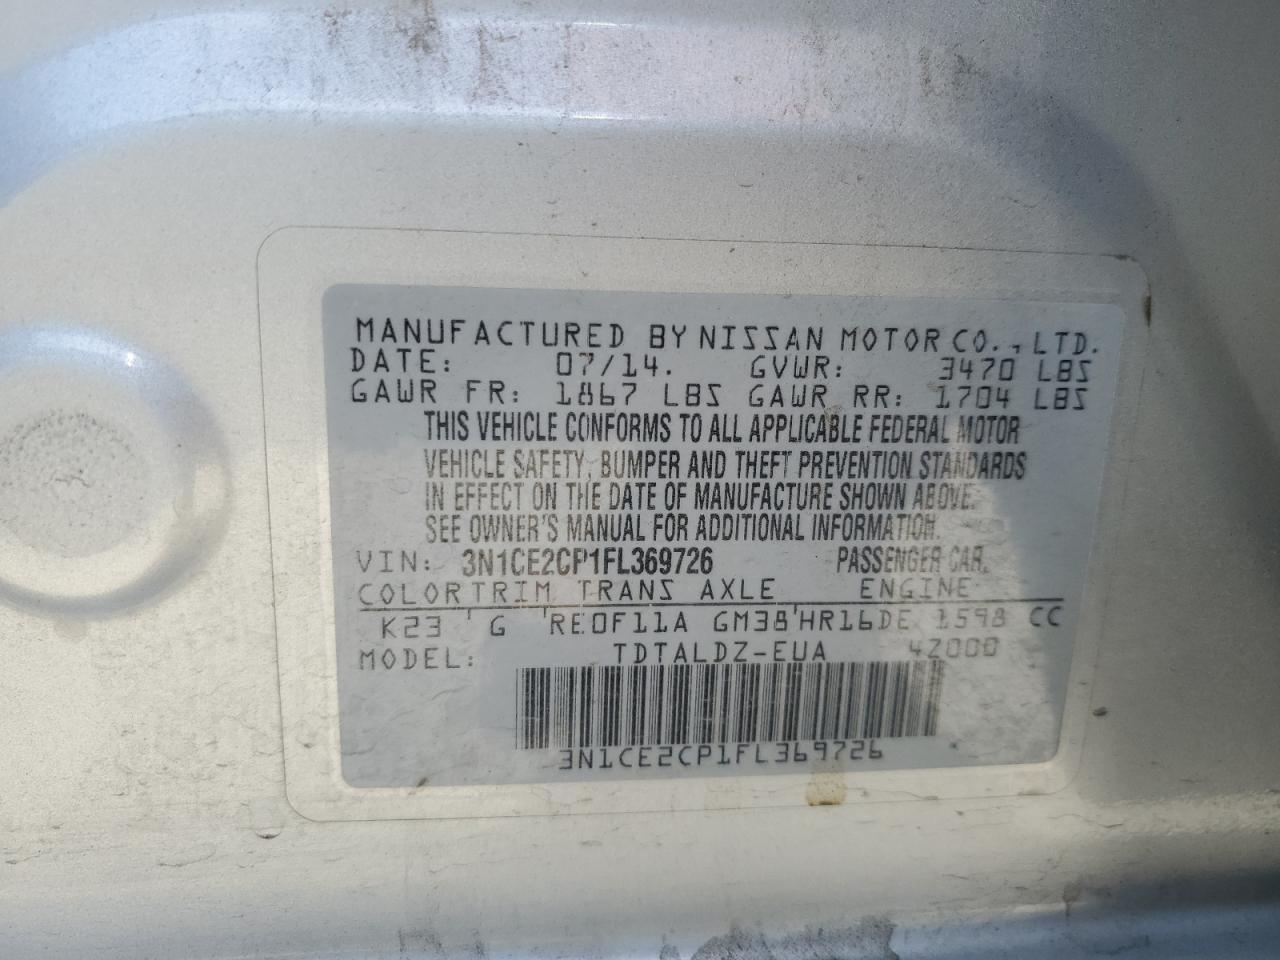 MANUFACTURED BY NISSAN MOTOR CO., LTD.
DATE: 07/14. GVWR: 3470 LBS
GAWR FR: 1867 LBS GAWR RR: 1704 LBS
THIS VEHICLE CONFORMS TO ALL APPLICABLE FEDERAL MOTOR
VEHICLE SAFETY, BUMPER AND THEFT PREVENTION STANDARDS
IN EFFECT ON THE DATE OF MANUFACTURE SHOWN ABOVE.
SEE OWNER'S MANUAL FOR ADDITIONAL INFORMATION.
VIN: 3N1CE2CP1FL369726 PASSENGER CAR.
COLOR TRIM TRANS AXLE ENGINE
K23 ' G ' RE0F11A GM38 ' HR16DE 1598 CC
MODEL: TDTALDZ-EUA 4Z000
3N1CE2CP1FL369726